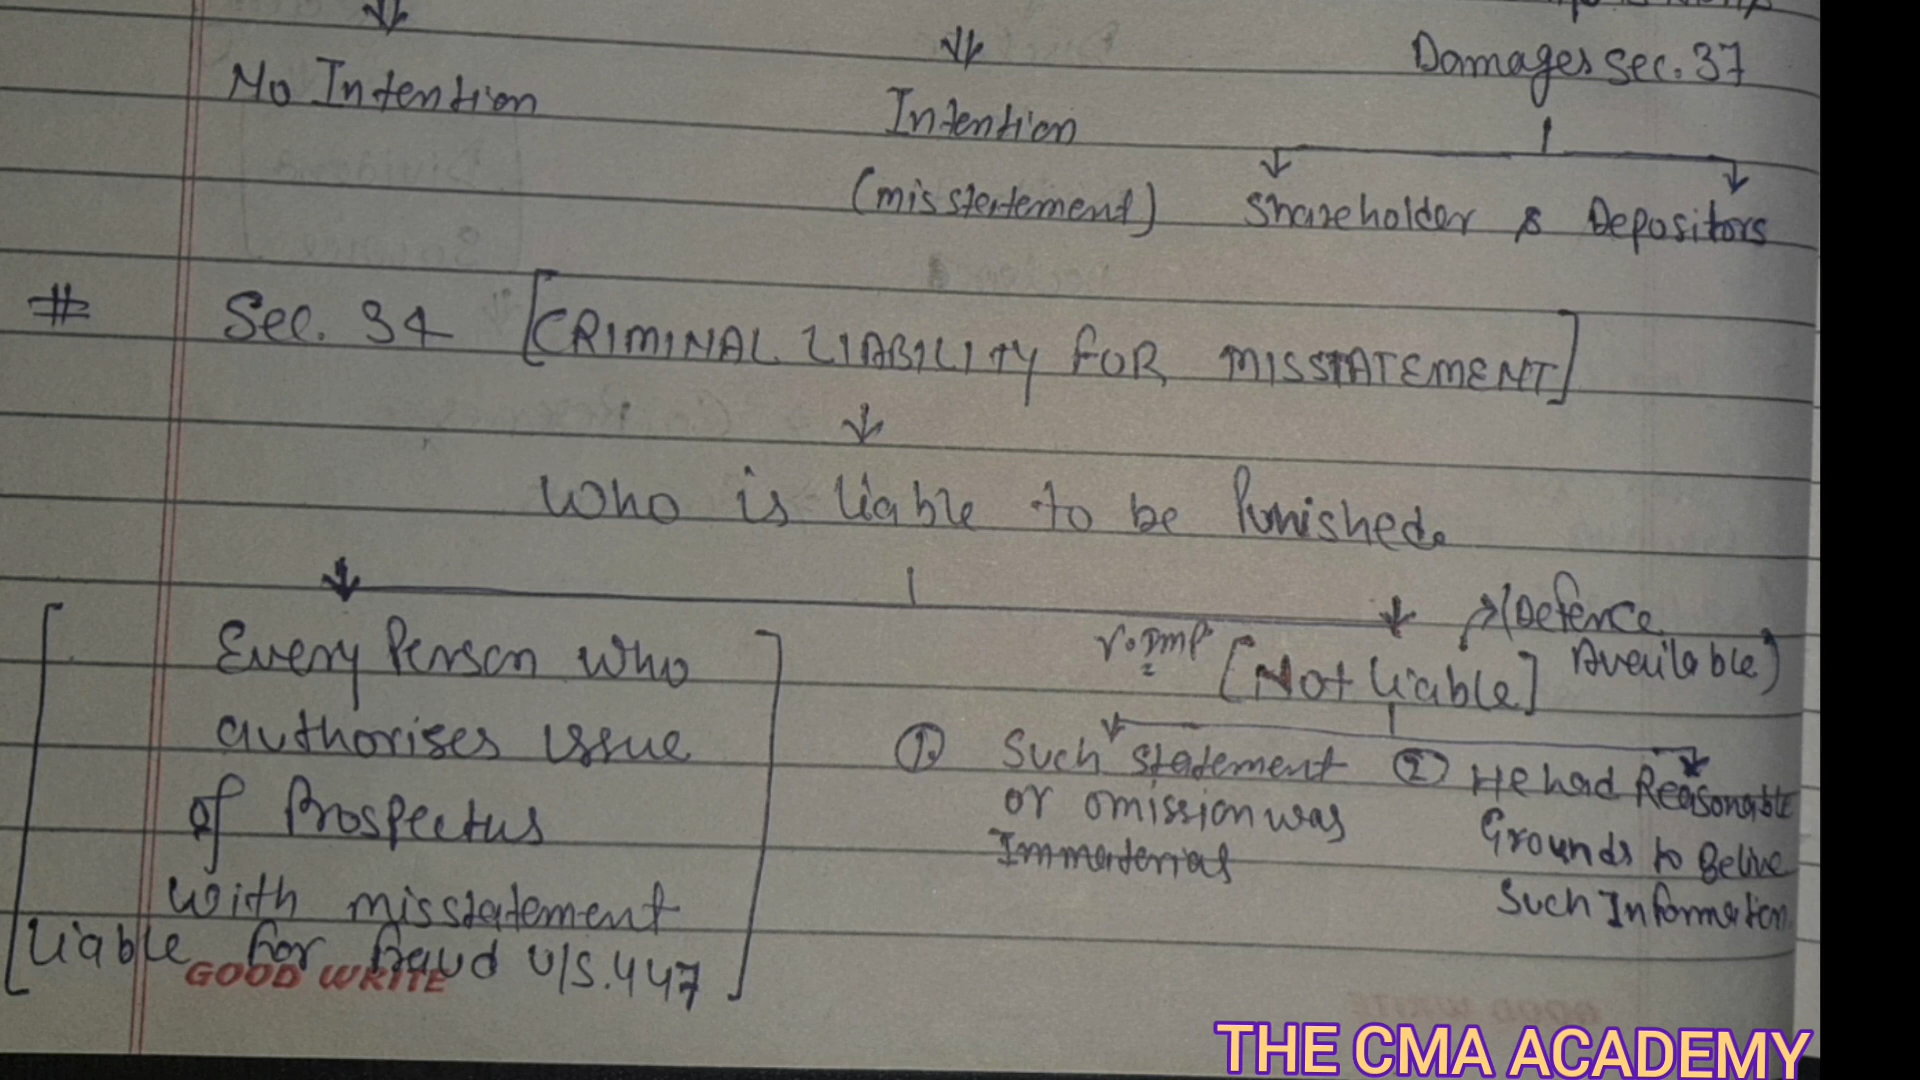 Damages Sec. 37
No Intention
Intention
(misstatement)
Shareholder & Depositors
# Sec. 34 [CRIMINAL LIABILITY FOR MISSTATEMENT]
Who is liable to be Punished.
Every Person who
authorises issue
of Prospectus
with misstatement
liable for fraud U/S.447
V.Imp [Not liable]
(Defence
Available)
1. Such statement
or omission was
Immaterial
2. He had Reasonable
Grounds to Belive
Such Information
GOOD WRITE
THE CMA ACADEMY